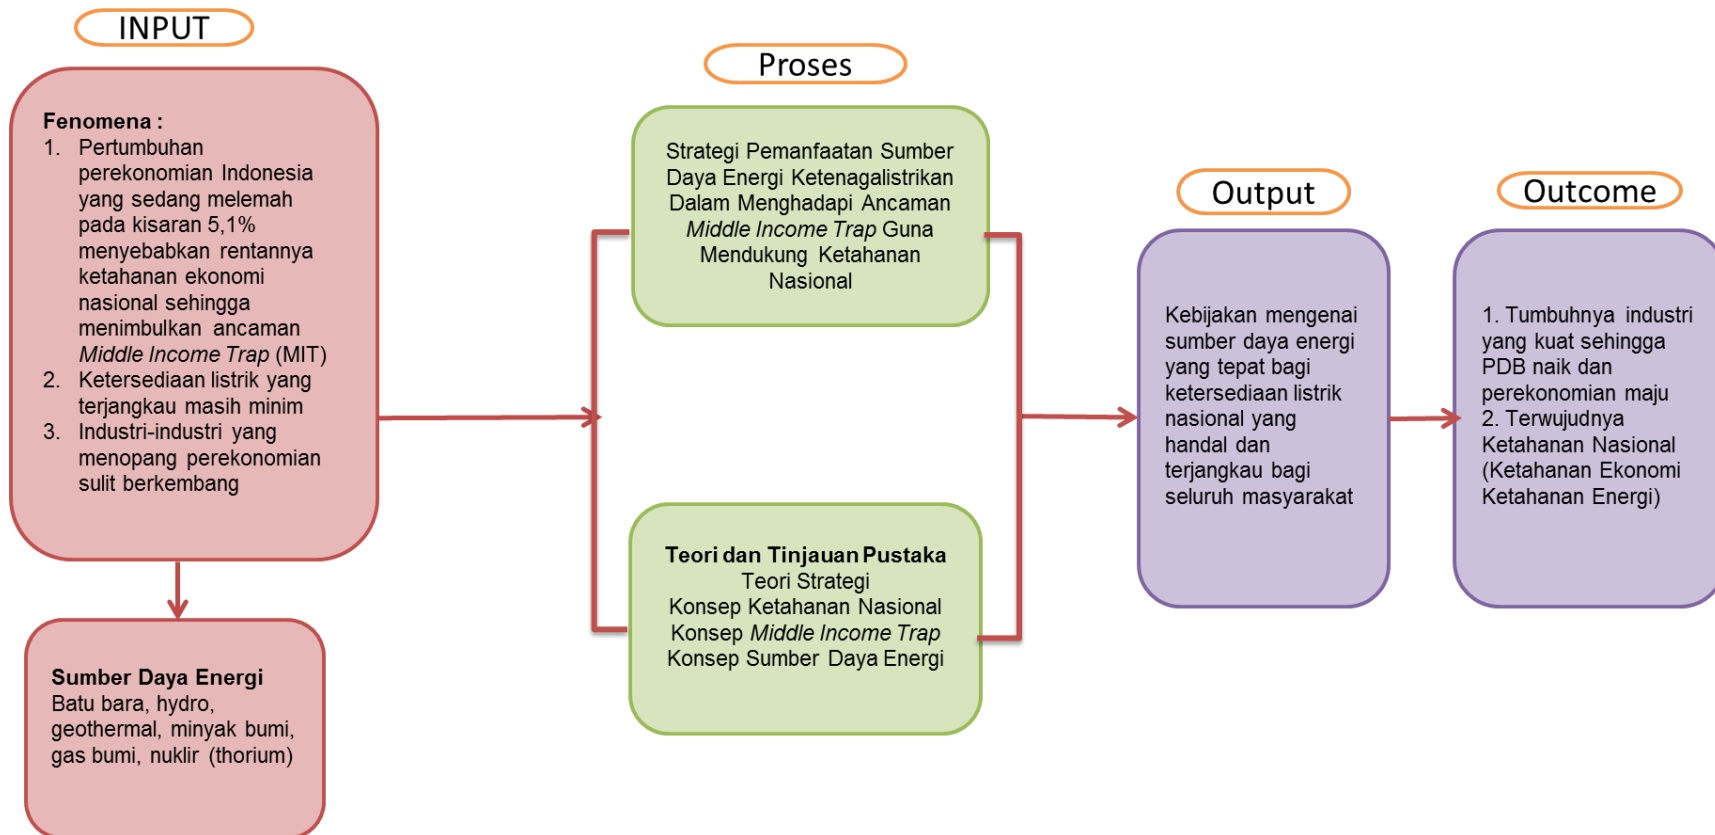 INPUT
Fenomena :
1. Pertumbuhan
perekonomian Indonesia
yang sedang melemah
pada kisaran 5,1%
menyebabkan rentannya
ketahanan ekonomi
nasional sehingga
menimbulkan ancaman
Middle Income Trap (MIT)
2. Ketersediaan listrik yang
terjangkau masih minim
3. Industri-industri yang
menopang perekonomian
sulit berkembang
Sumber Daya Energi
Batu bara, hydro,
geothermal, minyak bumi,
gas bumi, nuklir (thorium)
Proses
Strategi Pemanfaatan Sumber
Daya Energi Ketenagalistrikan
Dalam Menghadapi Ancaman
Middle Income Trap Guna
Mendukung Ketahanan
Nasional
Teori dan Tinjauan Pustaka
Teori Strategi
Konsep Ketahanan Nasional
Konsep Middle Income Trap
Konsep Sumber Daya Energi
Output
Kebijakan mengenai
sumber daya energi
yang tepat bagi
ketersediaan listrik
nasional yang
handal dan
terjangkau bagi
seluruh masyarakat
Outcome
1. Tumbuhnya industri
yang kuat sehingga
PDB naik dan
perekonomian maju
2. Terwujudnya
Ketahanan Nasional
(Ketahanan Ekonomi
Ketahanan Energi)